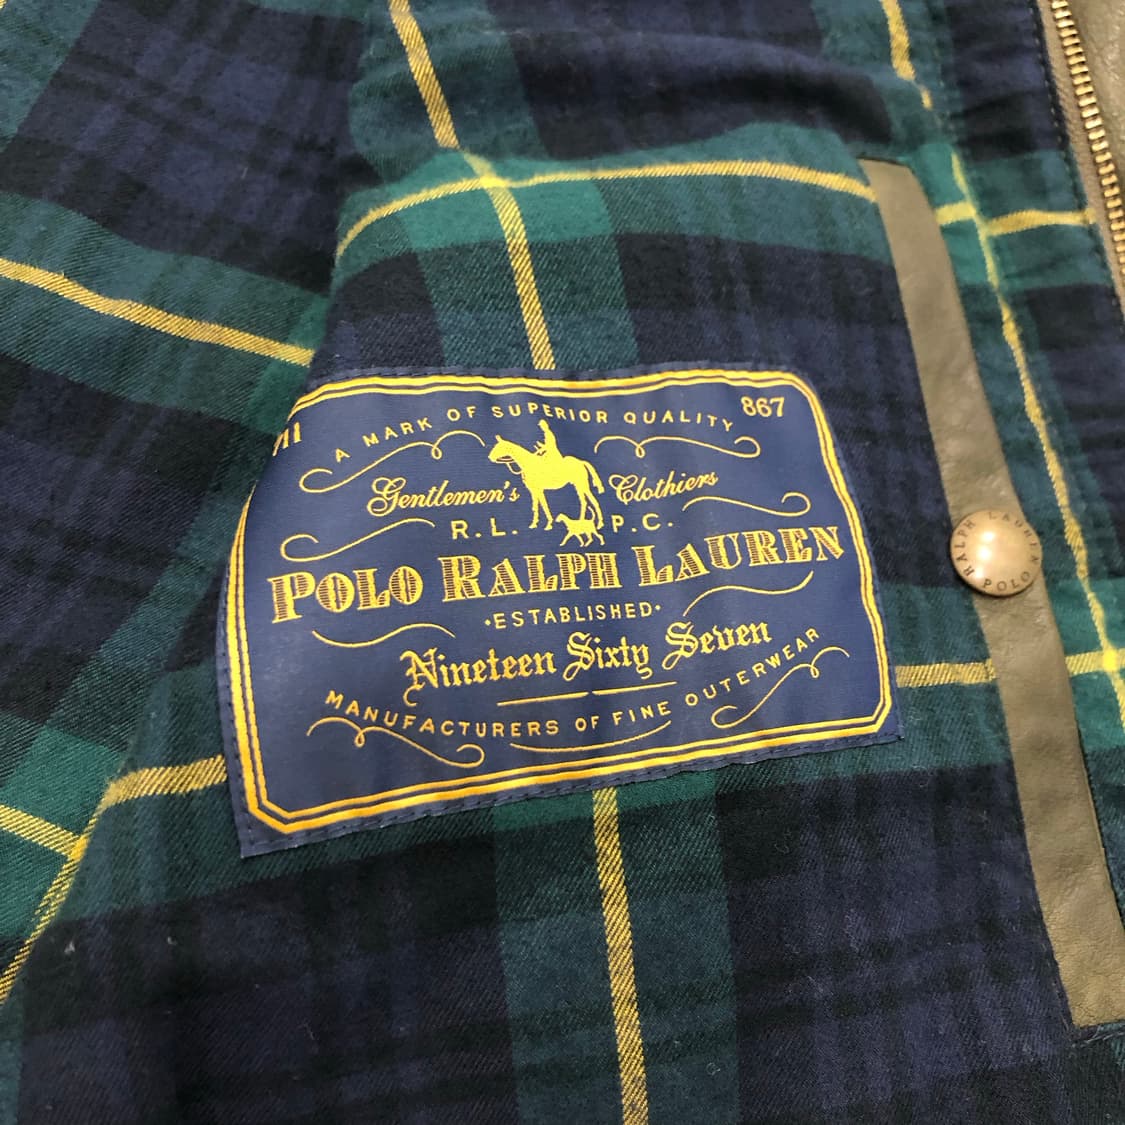 A MARK OF SUPERIOR QUALITY
867
Gentlemen's Clothiers
R.L. P.C.
POLO RALPH LAUREN
·ESTABLISHED·
Nineteen Sixty Seven
MANUFACTURERS OF FINE OUTERWEAR
RALPH LAUREN
POLO